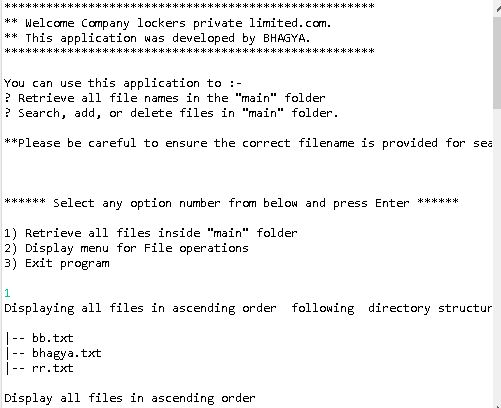 *****************************************************
** Welcome Company lockers private limited.com.
** This application was developed by BHAGYA.
*****************************************************
You can use this application to :-
? Retrieve all file names in the "main" folder
? Search, add, or delete files in "main" folder.
**Please be careful to ensure the correct filename is provided for sea
****** Select any option number from below and press Enter ******
1) Retrieve all files inside "main" folder
2) Display menu for File operations
3) Exit program
1
Displaying all files in ascending order  following  directory structur
|-- bb.txt
|-- bhagya.txt
|-- rr.txt
Display all files in ascending order